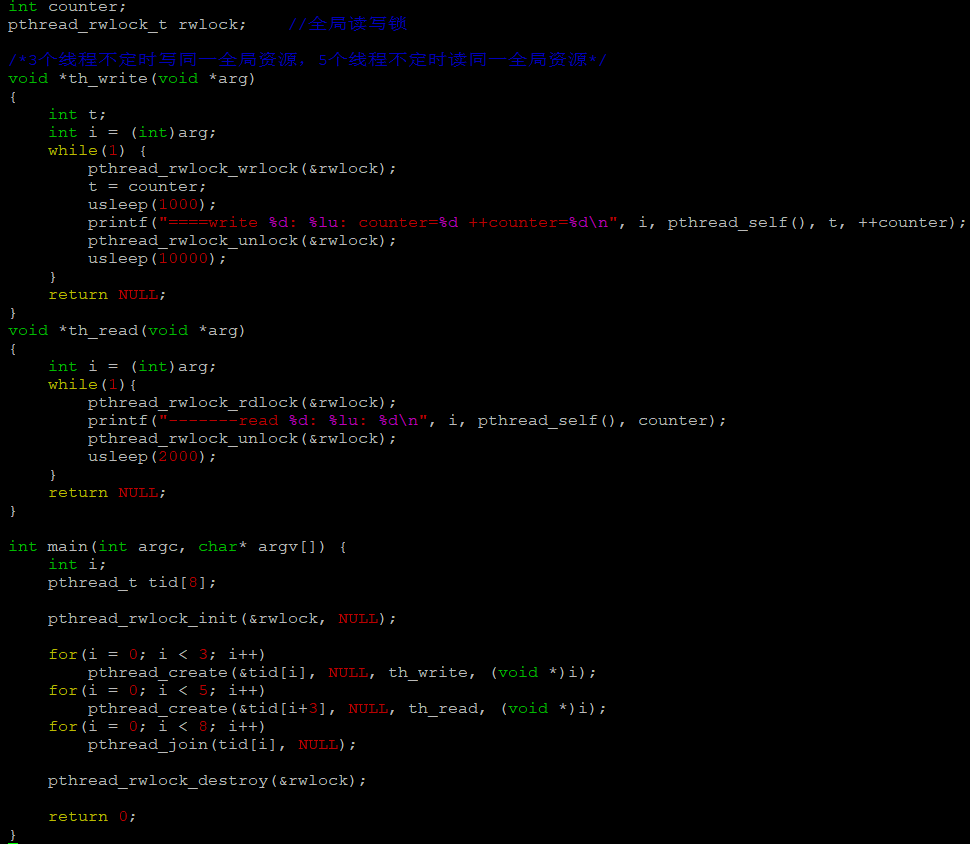 int counter;
pthread_rwlock_t rwlock;    //全局读写锁

/*3个线程不定时写同一全局资源，5个线程不定时读同一全局资源*/
void *th_write(void *arg)
{
    int t;
    int i = (int)arg;
    while(1) {
        pthread_rwlock_wrlock(&rwlock);
        t = counter;
        usleep(1000);
        printf("====write %d: %lu: counter=%d ++counter=%d\n", i, pthread_self(), t, ++counter);
        pthread_rwlock_unlock(&rwlock);
        usleep(10000);
    }
    return NULL;
}
void *th_read(void *arg)
{
    int i = (int)arg;
    while(1){
        pthread_rwlock_rdlock(&rwlock);
        printf("-------read %d: %lu: %d\n", i, pthread_self(), counter);
        pthread_rwlock_unlock(&rwlock);
        usleep(2000);
    }
    return NULL;
}

int main(int argc, char* argv[]) {
    int i;
    pthread_t tid[8];

    pthread_rwlock_init(&rwlock, NULL);

    for(i = 0; i < 3; i++)
        pthread_create(&tid[i], NULL, th_write, (void *)i);
    for(i = 0; i < 5; i++)
        pthread_create(&tid[i+3], NULL, th_read, (void *)i);
    for(i = 0; i < 8; i++)
        pthread_join(tid[i], NULL);

    pthread_rwlock_destroy(&rwlock);

    return 0;
}